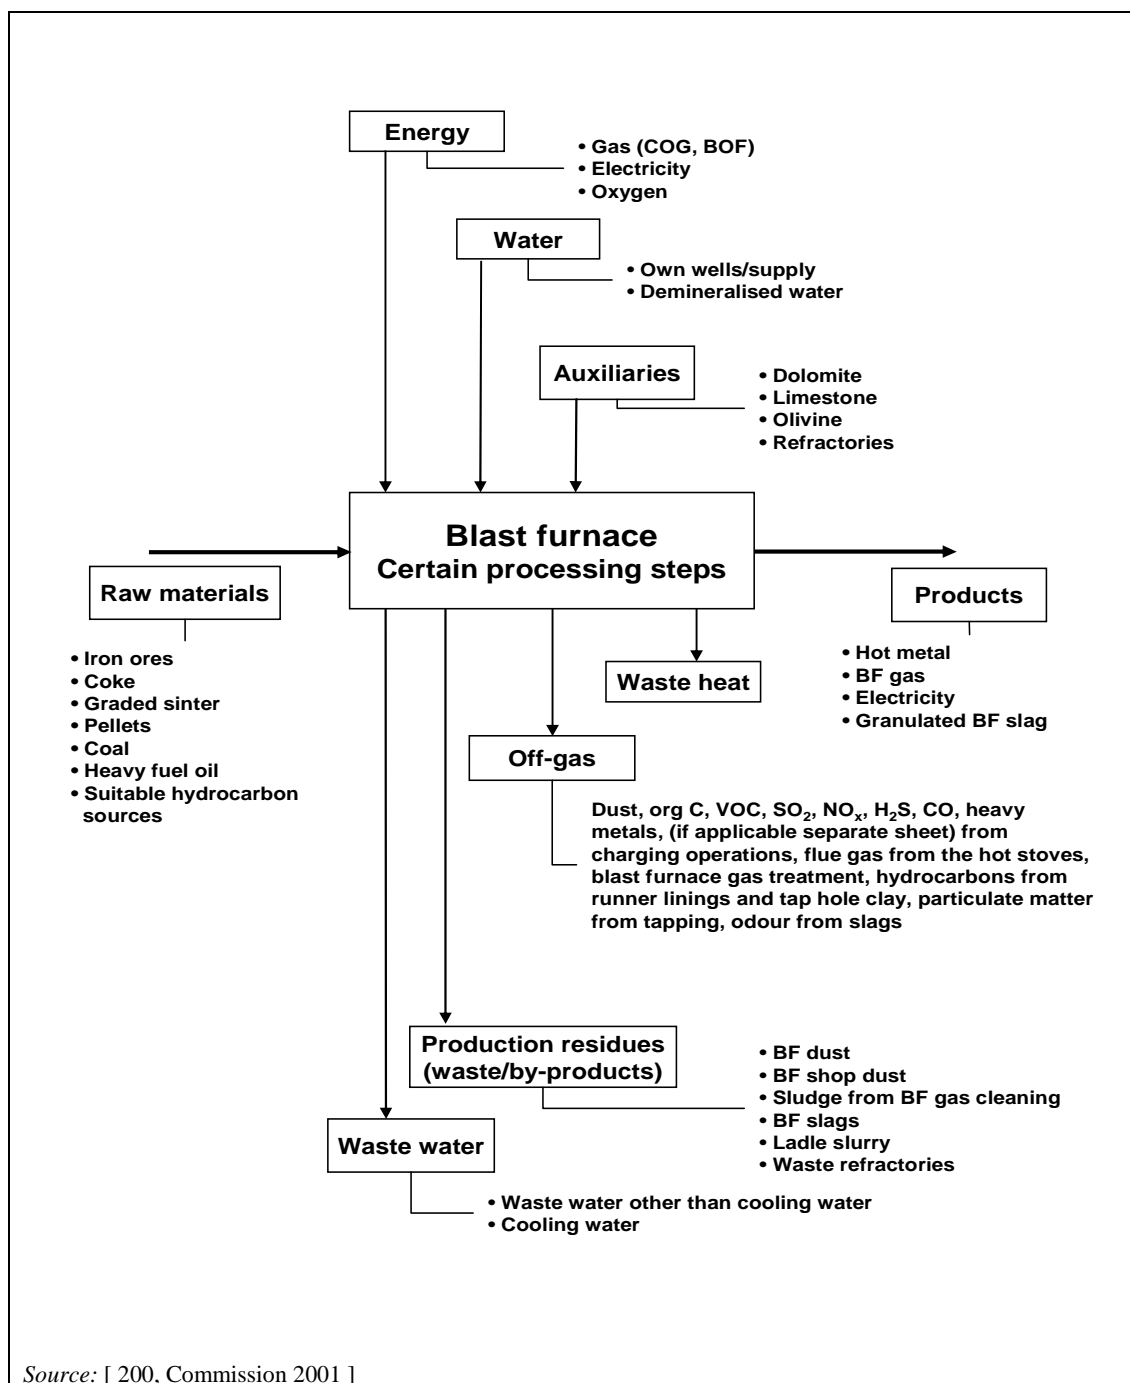 Energy
• Gas (COG, BOF)
• Electricity
• Oxygen
Water
• Own wells/supply
• Demineralised water
Auxiliaries
• Dolomite
• Limestone
• Olivine
• Refractories
Blast furnace
Certain processing steps
Raw materials
• Iron ores
• Coke
• Graded sinter
• Pellets
• Coal
• Heavy fuel oil
• Suitable hydrocarbon
sources
Products
• Hot metal
• BF gas
• Electricity
• Granulated BF slag
Waste heat
Off-gas
Dust, org C, VOC, SO₂, NOₓ, H₂S, CO, heavy
metals, (if applicable separate sheet) from
charging operations, flue gas from the hot stoves,
blast furnace gas treatment, hydrocarbons from
runner linings and tap hole clay, particulate matter
from tapping, odour from slags
Production residues
(waste/by-products)
• BF dust
• BF shop dust
• Sludge from BF gas cleaning
• BF slags
• Ladle slurry
• Waste refractories
Waste water
• Waste water other than cooling water
• Cooling water
Source: [ 200, Commission 2001 ]